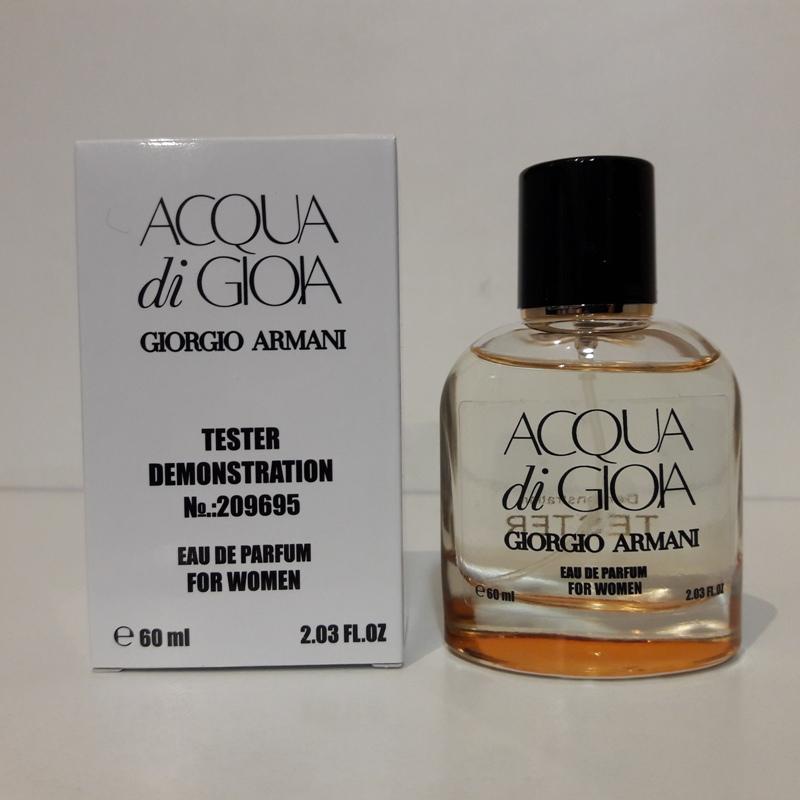 ACQUA
di GIOIA
GIORGIO ARMANI
TESTER
DEMONSTRATION
№.:209695
EAU DE PARFUM
FOR WOMEN
℮ 60 ml 2.03 FL.OZ
ACQUA
di GIOIA
Demonstration
TESTER
GIORGIO ARMANI
EAU DE PARFUM
FOR WOMEN
℮ 60 ml 2.03 FL.OZ